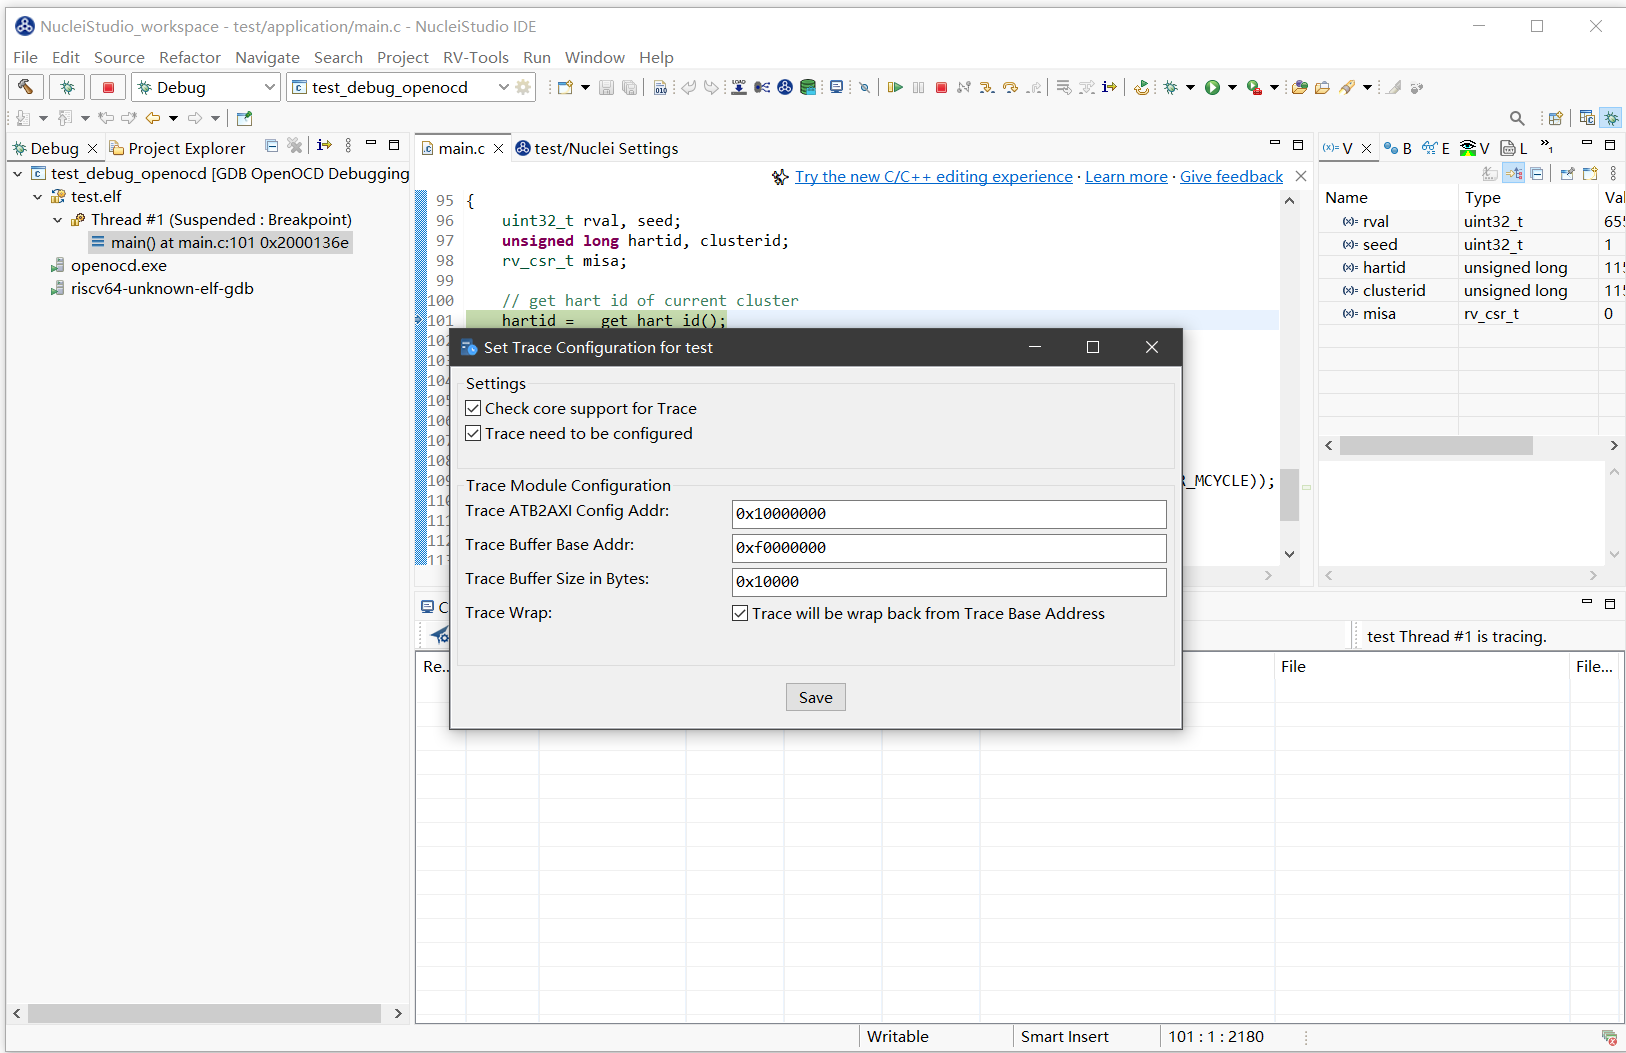 NucleiStudio_workspace - test/application/main.c - NucleiStudio IDE
File Edit Source Refactor Navigate Search Project RV-Tools Run Window Help
Debug
test_debug_openocd
Debug
Project Explorer
test_debug_openocd [GDB OpenOCD Debugging
test.elf
Thread #1 (Suspended : Breakpoint)
main() at main.c:101 0x2000136e
openocd.exe
riscv64-unknown-elf-gdb
main.c
test/Nuclei Settings
Try the new C/C++ editing experience · Learn more · Give feedback
95 {
96 uint32_t rval, seed;
97 unsigned long hartid, clusterid;
98 rv_csr_t misa;
99
100 // get hart id of current cluster
101 hartid = __get_hart_id();
_MCYCLE));
Set Trace Configuration for test
Settings
Check core support for Trace
Trace need to be configured
Trace Module Configuration
Trace ATB2AXI Config Addr: 0x10000000
Trace Buffer Base Addr: 0xf0000000
Trace Buffer Size in Bytes: 0x10000
Trace Wrap: Trace will be wrap back from Trace Base Address
Save
(x)= V B E V L »1
Name Type
(x)= rval uint32_t 655
(x)= seed uint32_t 1
(x)= hartid unsigned long 115
(x)= clusterid unsigned long 115
(x)= misa rv_csr_t 0
C
test Thread #1 is tracing.
Re... File File...
Writable Smart Insert 101 : 1 : 2180